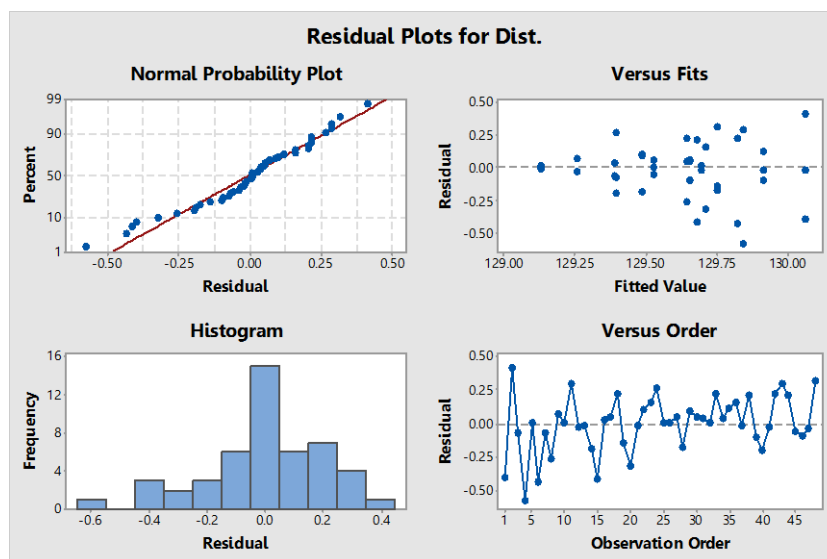 Residual Plots for Dist.
Normal Probability Plot
99
90
50
10
1
Percent
-0.50 -0.25 0.00 0.25 0.50
Residual
Versus Fits
0.50
0.25
0.00
-0.25
-0.50
Residual
129.00 129.25 129.50 129.75 130.00
Fitted Value
Histogram
16
12
8
4
0
Frequency
-0.6 -0.4 -0.2 0.0 0.2 0.4
Residual
Versus Order
0.50
0.25
0.00
-0.25
-0.50
Residual
1 5 10 15 20 25 30 35 40 45
Observation Order